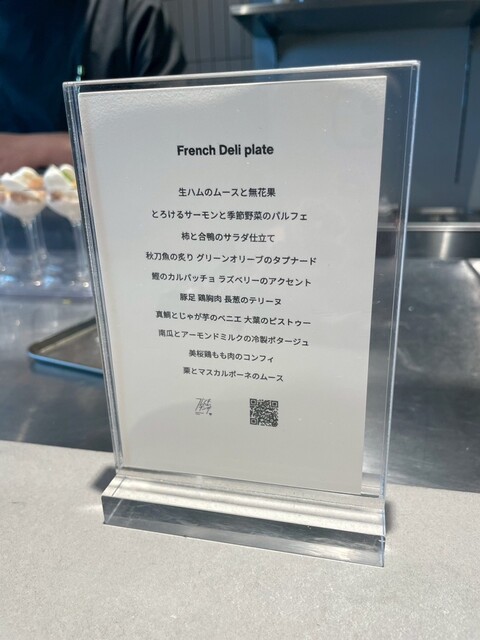 French Deli plate
生ハムのムースと無花果
とろけるサーモンと季節野菜のパルフェ
柿と合鴨のサラダ仕立て
秋刀魚の炙り グリーンオリーブのタプナード
鰹のカルパッチョ ラズベリーのアクセント
豚足 鶏胸肉 長葱のテリーヌ
真鯛とじゃが芋のベニエ 大葉のピストゥー
南瓜とアーモンドミルクの冷製ポタージュ
美桜鶏もも肉のコンフィ
栗とマスカルポーネのムース